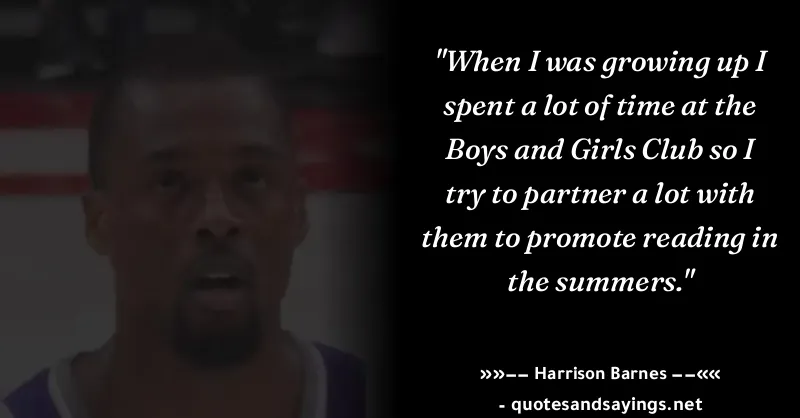 "When I was growing up I
spent a lot of time at the
Boys and Girls Club so I
try to partner a lot with
them to promote reading in
the summers."
»»–– Harrison Barnes ––««
- quotesandsayings.net